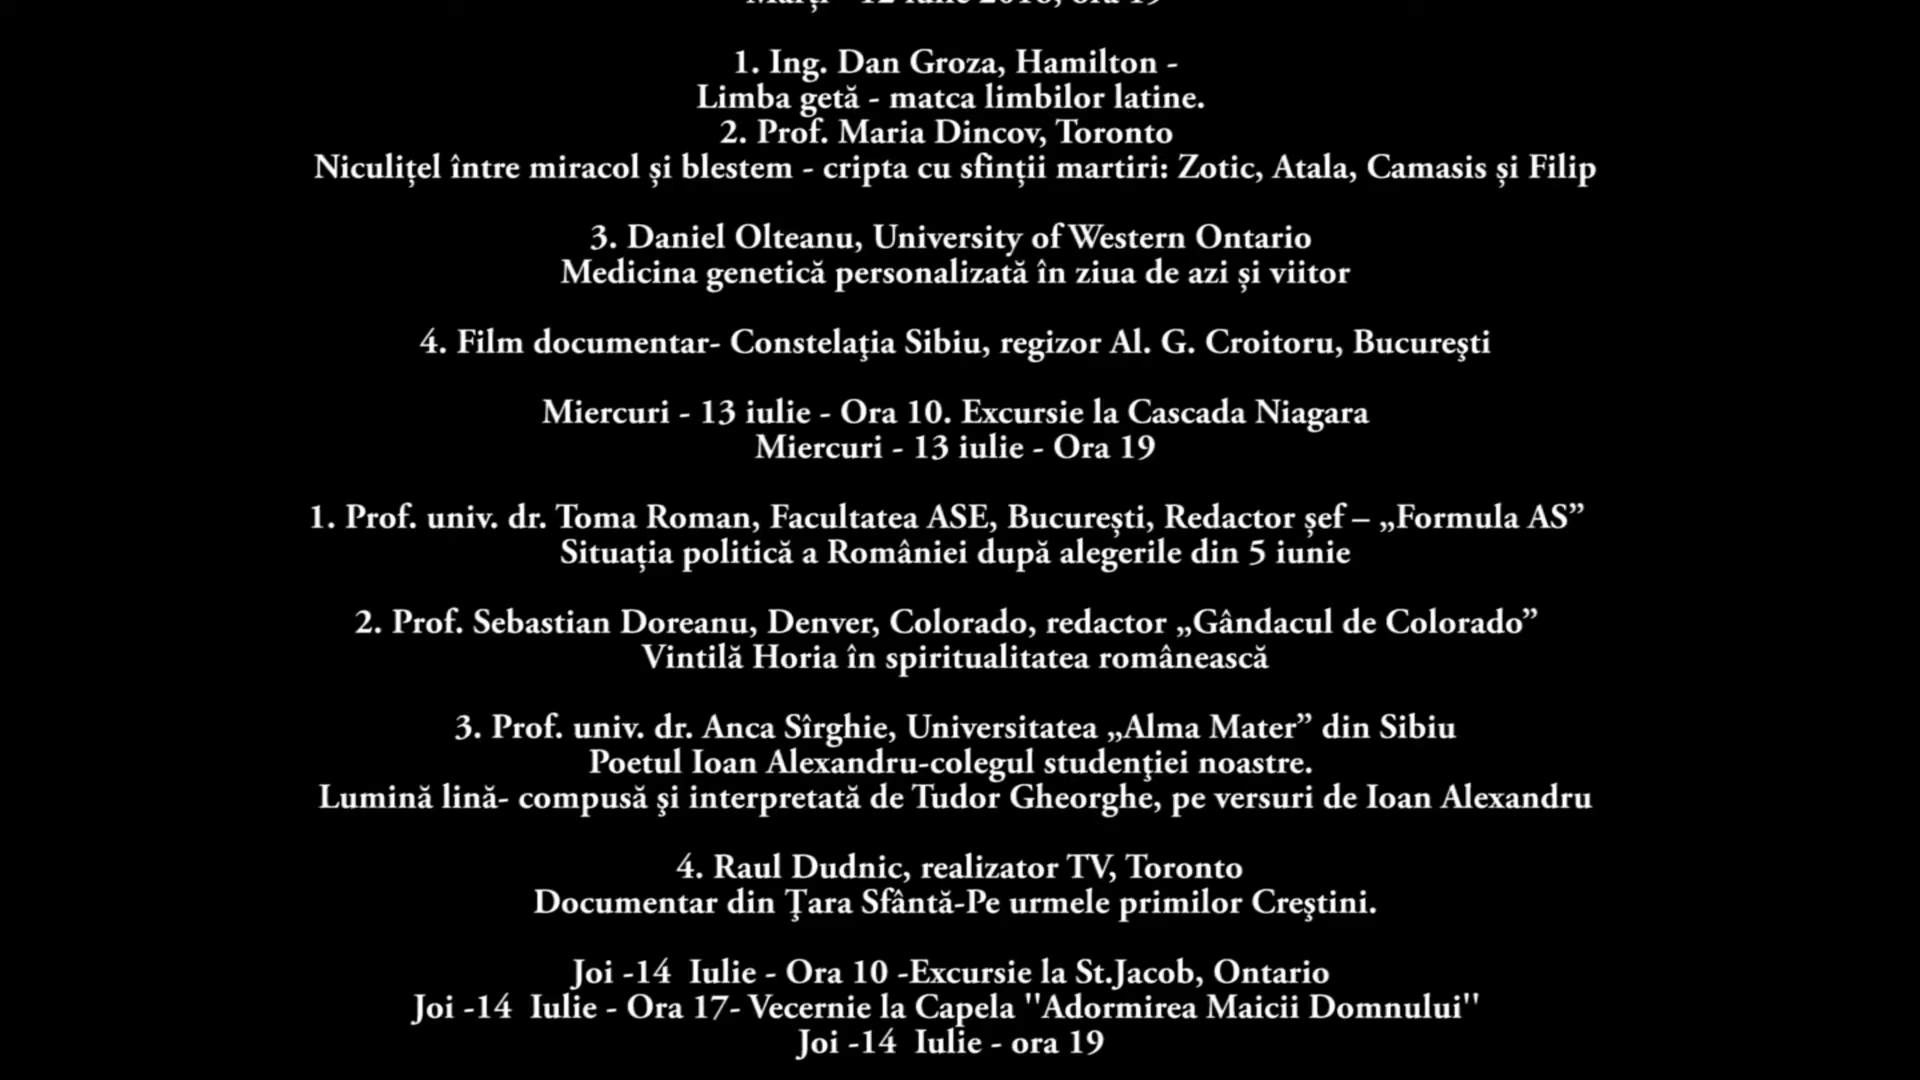 Marți - 12 iulie 2016, ora 19
1. Ing. Dan Groza, Hamilton -
Limba getă - matca limbilor latine.
2. Prof. Maria Dincov, Toronto
Niculițel între miracol și blestem - cripta cu sfinții martiri: Zotic, Atala, Camasis și Filip
3. Daniel Olteanu, University of Western Ontario
Medicina genetică personalizată în ziua de azi și viitor
4. Film documentar- Constelaţia Sibiu, regizor Al. G. Croitoru, Bucureşti
Miercuri - 13 iulie - Ora 10. Excursie la Cascada Niagara
Miercuri - 13 iulie - Ora 19
1. Prof. univ. dr. Toma Roman, Facultatea ASE, București, Redactor șef – „Formula AS”
Situația politică a României după alegerile din 5 iunie
2. Prof. Sebastian Doreanu, Denver, Colorado, redactor „Gândacul de Colorado”
Vintilă Horia în spiritualitatea românească
3. Prof. univ. dr. Anca Sîrghie, Universitatea „Alma Mater” din Sibiu
Poetul Ioan Alexandru-colegul studenţiei noastre.
Lumină lină- compusă şi interpretată de Tudor Gheorghe, pe versuri de Ioan Alexandru
4. Raul Dudnic, realizator TV, Toronto
Documentar din Ţara Sfântă-Pe urmele primilor Creştini.
Joi -14  Iulie - Ora 10 -Excursie la St.Jacob, Ontario
Joi -14  Iulie - Ora 17- Vecernie la Capela "Adormirea Maicii Domnului"
Joi -14  Iulie - ora 19